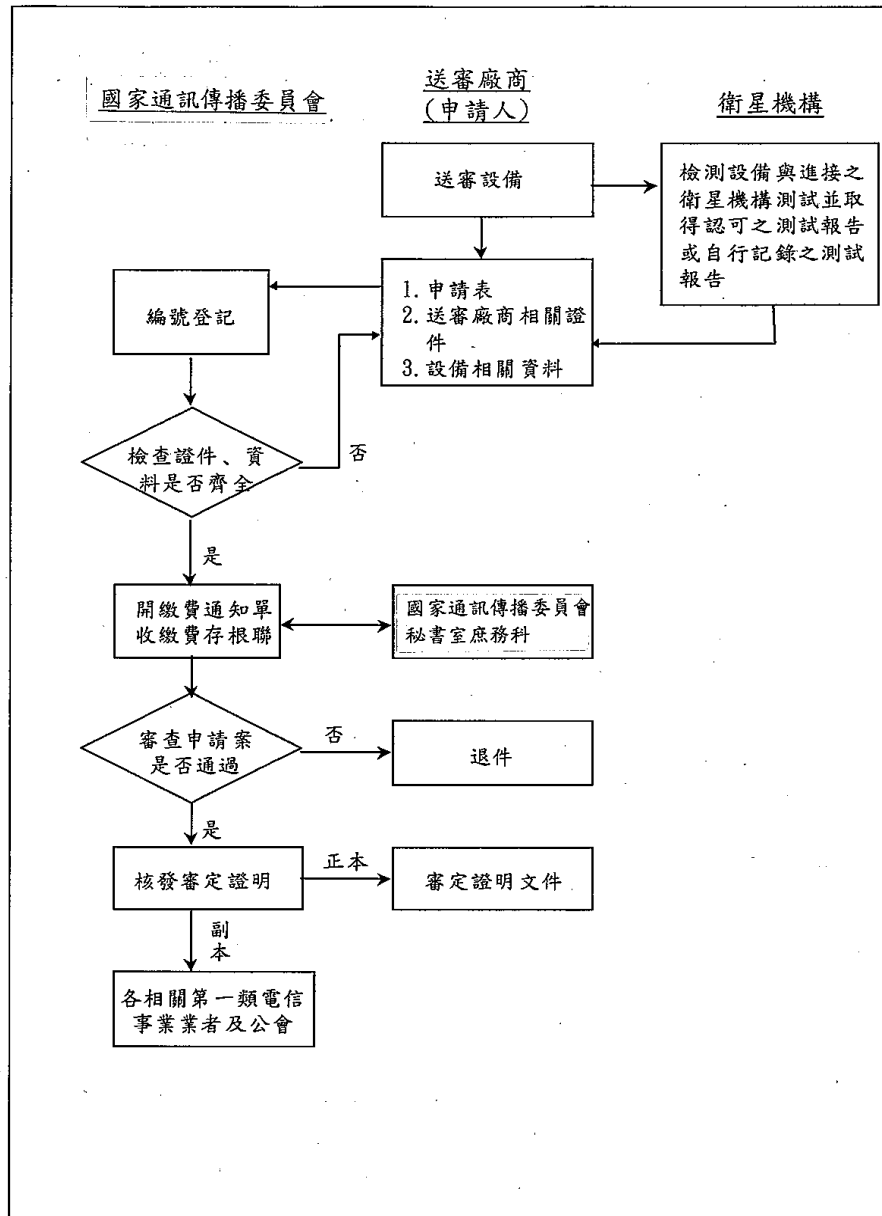 國家通訊傳播委員會
送審廠商
(申請人)
衛星機構
送審設備
檢測設備與進接之
衛星機構測試並取
得認可之測試報告
或自行記錄之測試
報告
1.申請表
2.送審廠商相關證
件
3.設備相關資料
編號登記
檢查證件、資
料是否齊全
否
是
開繳費通知單
收繳費存根聯
國家通訊傳播委員會
秘書室庶務科
審查申請案
是否通過
否
退件
是
核發審定證明
正本
審定證明文件
副
本
各相關第一類電信
事業業者及公會